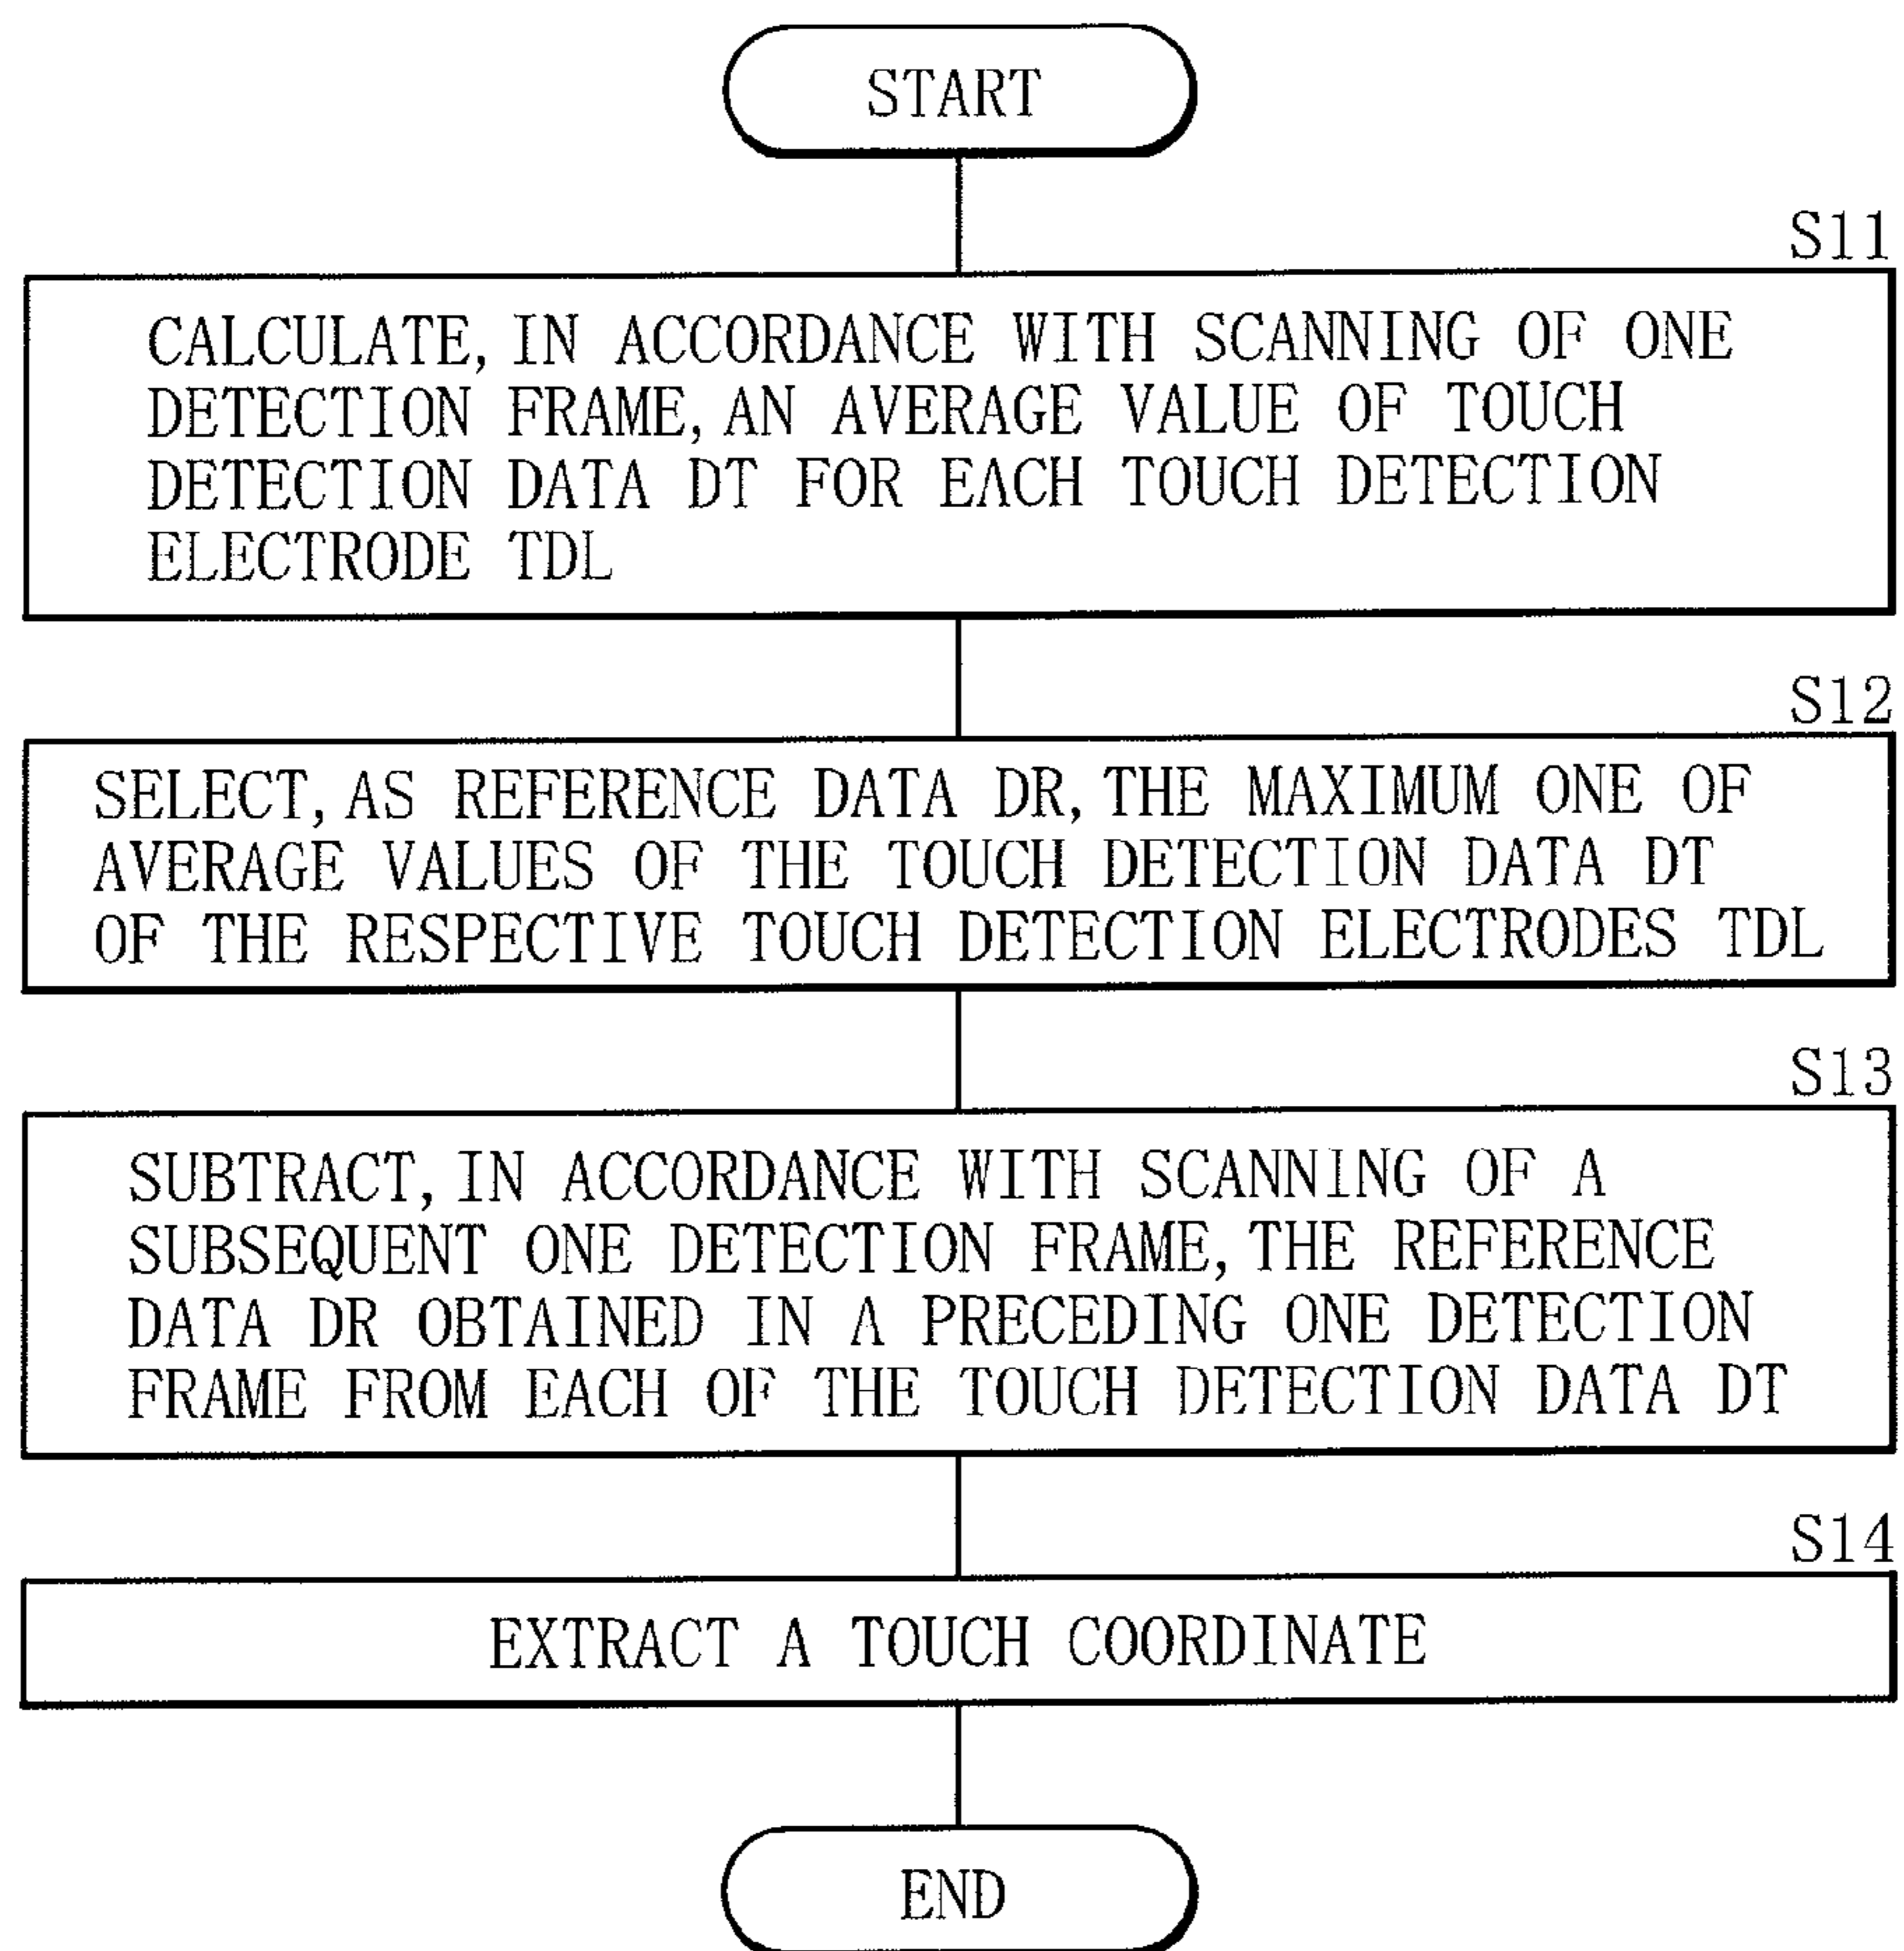 START
S11
CALCULATE, IN ACCORDANCE WITH SCANNING OF ONE
DETECTION FRAME, AN AVERAGE VALUE OF TOUCH
DETECTION DATA DT FOR EACH TOUCH DETECTION
ELECTRODE TDL
S12
SELECT, AS REFERENCE DATA DR, THE MAXIMUM ONE OF
AVERAGE VALUES OF THE TOUCH DETECTION DATA DT
OF THE RESPECTIVE TOUCH DETECTION ELECTRODES TDL
S13
SUBTRACT, IN ACCORDANCE WITH SCANNING OF A
SUBSEQUENT ONE DETECTION FRAME, THE REFERENCE
DATA DR OBTAINED IN A PRECEDING ONE DETECTION
FRAME FROM EACH OF THE TOUCH DETECTION DATA DT
S14
EXTRACT A TOUCH COORDINATE
END